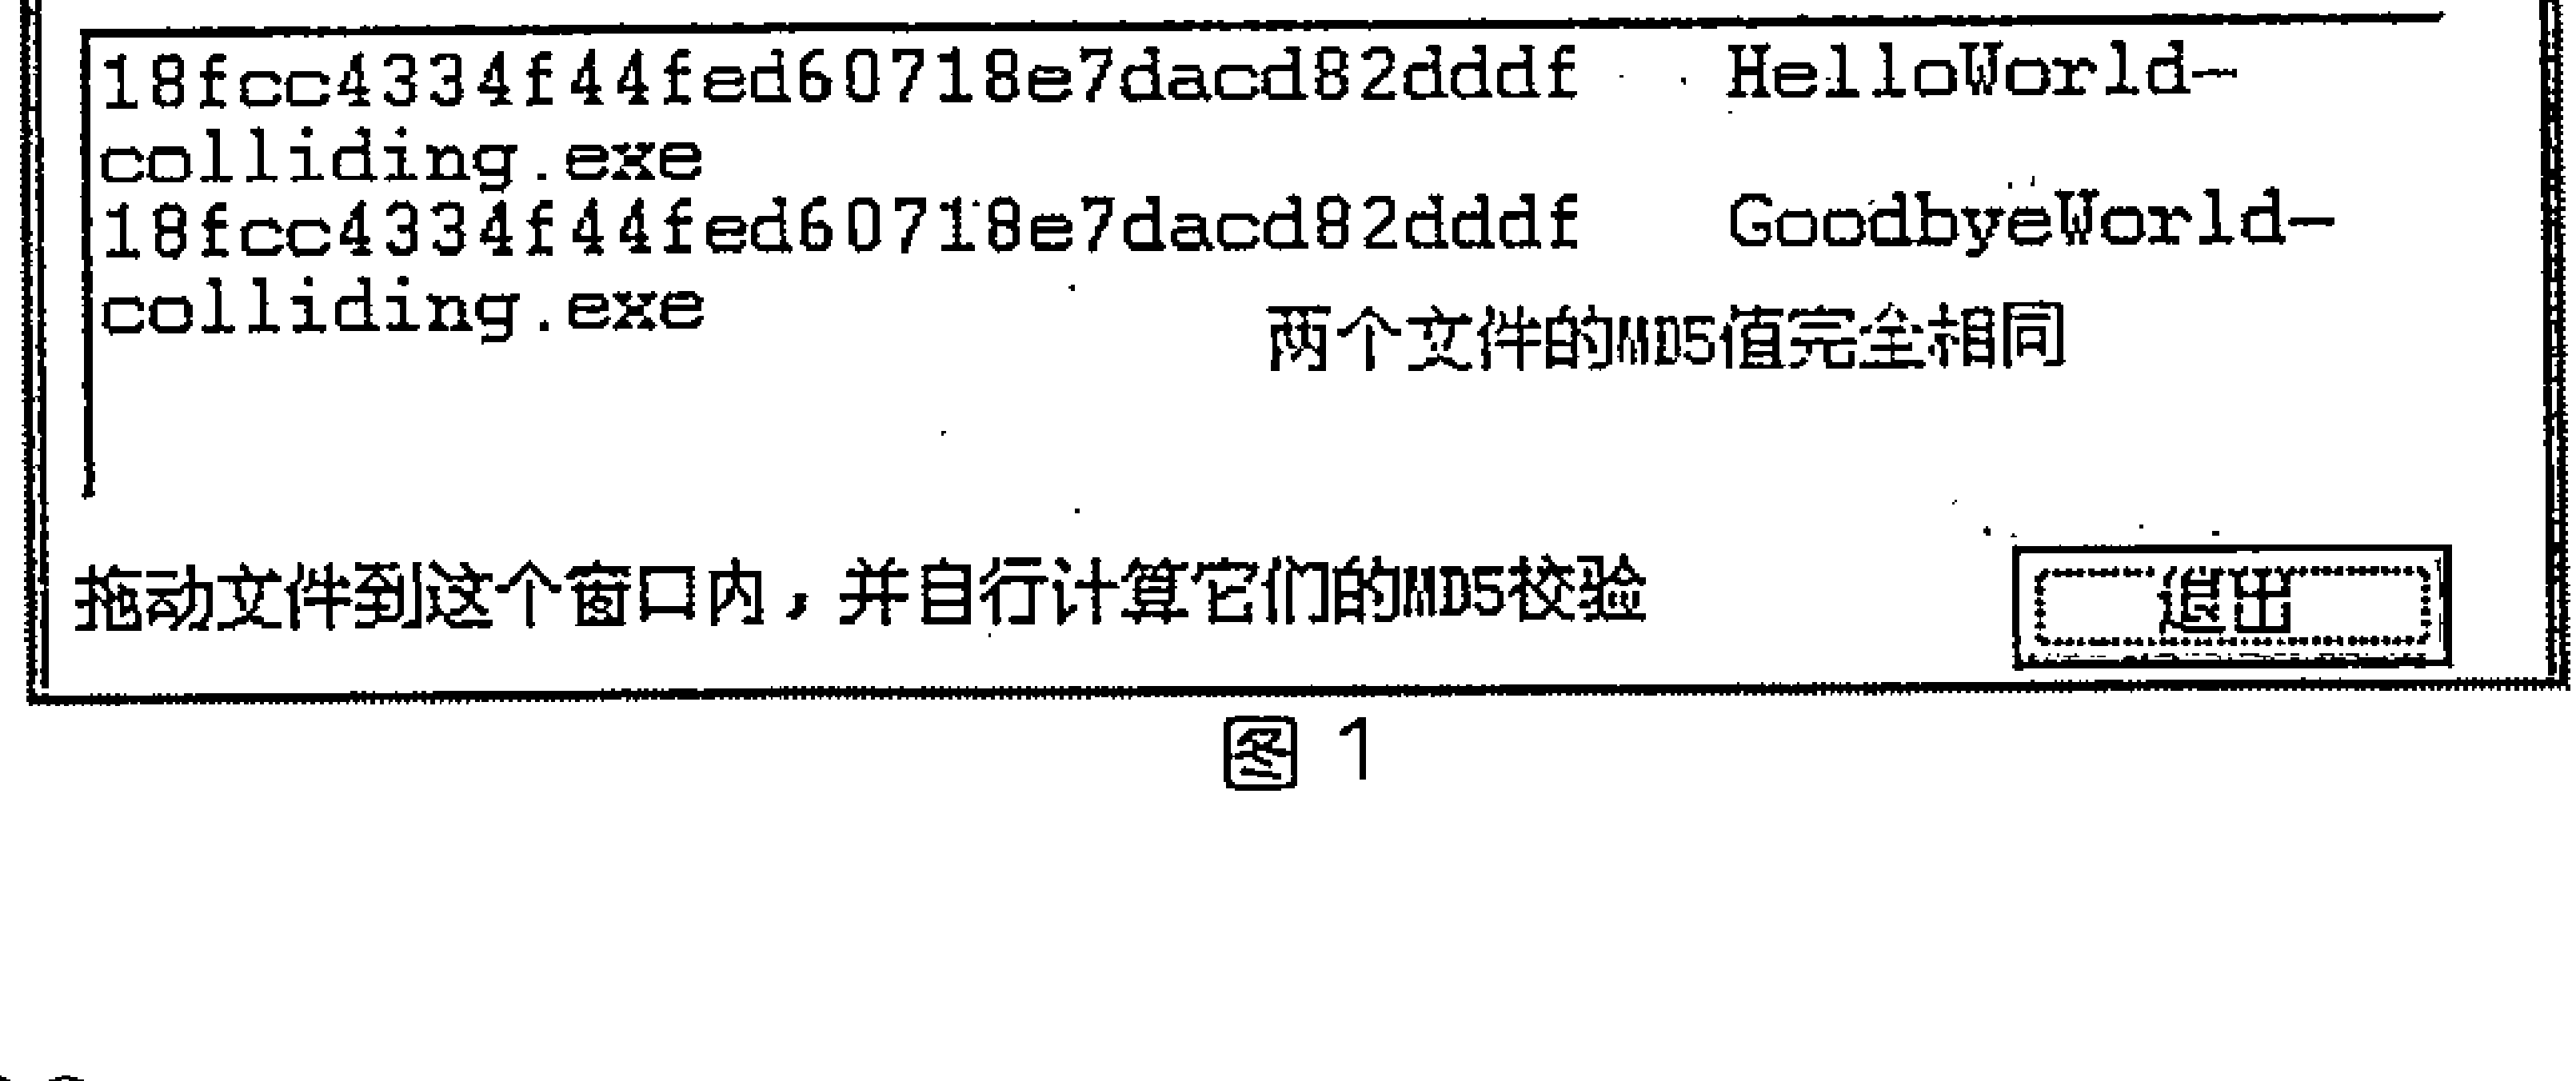 18fcc4334f44fed60718e7dacd82dddf HelloWorld-
colliding.exe
18fcc4334f44fed60718e7dacd82dddf GoodbyeWorld-
colliding.exe
两个文件的MD5值完全相同
拖动文件到这个窗口内，并自行计算它们的MD5校验
退出
图 1